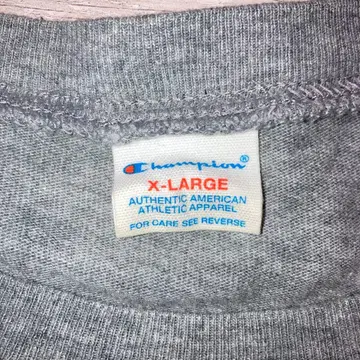 Champion®
X-LARGE
AUTHENTIC AMERICAN
ATHLETIC APPAREL
FOR CARE SEE REVERSE